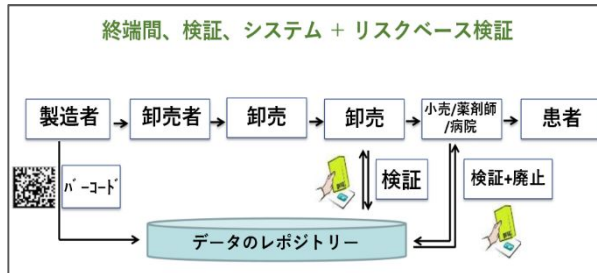 終端間、検証、システム + リスクベース検証
製造者
卸売者
卸売
卸売
小売/薬剤師
/病院
患者
ﾊﾞｰｺｰﾄﾞ
検証
検証+廃止
データのレポジトリー